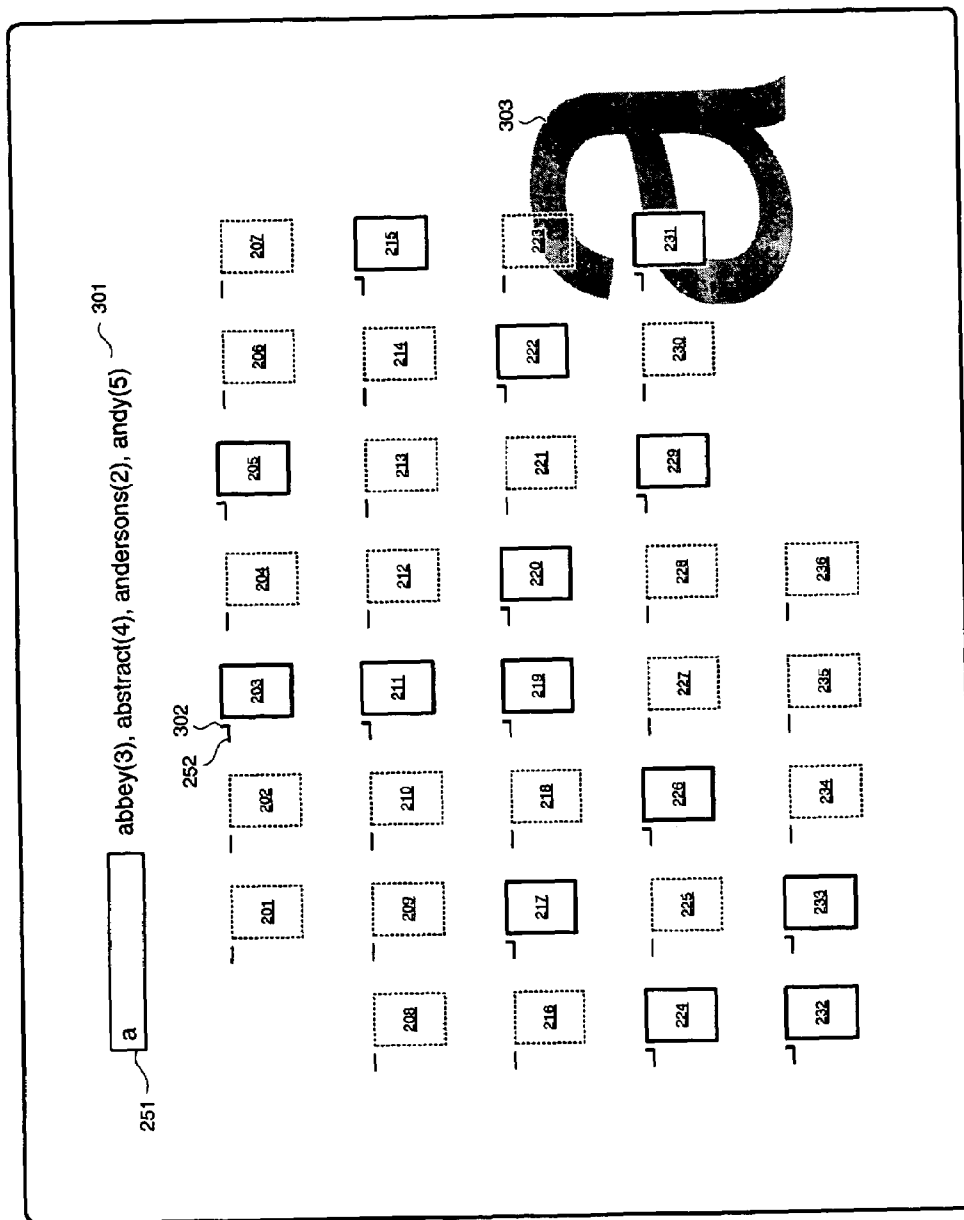 251 a abbey(3), abstract(4), andersons(2), andy(5) 301
252 302
201 202 203 204 205 206 207
208 209 210 211 212 213 214 215
216 217 218 219 220 221 222 223 303
224 225 226 227 228 229 230 231
232 233 234 235 236
a